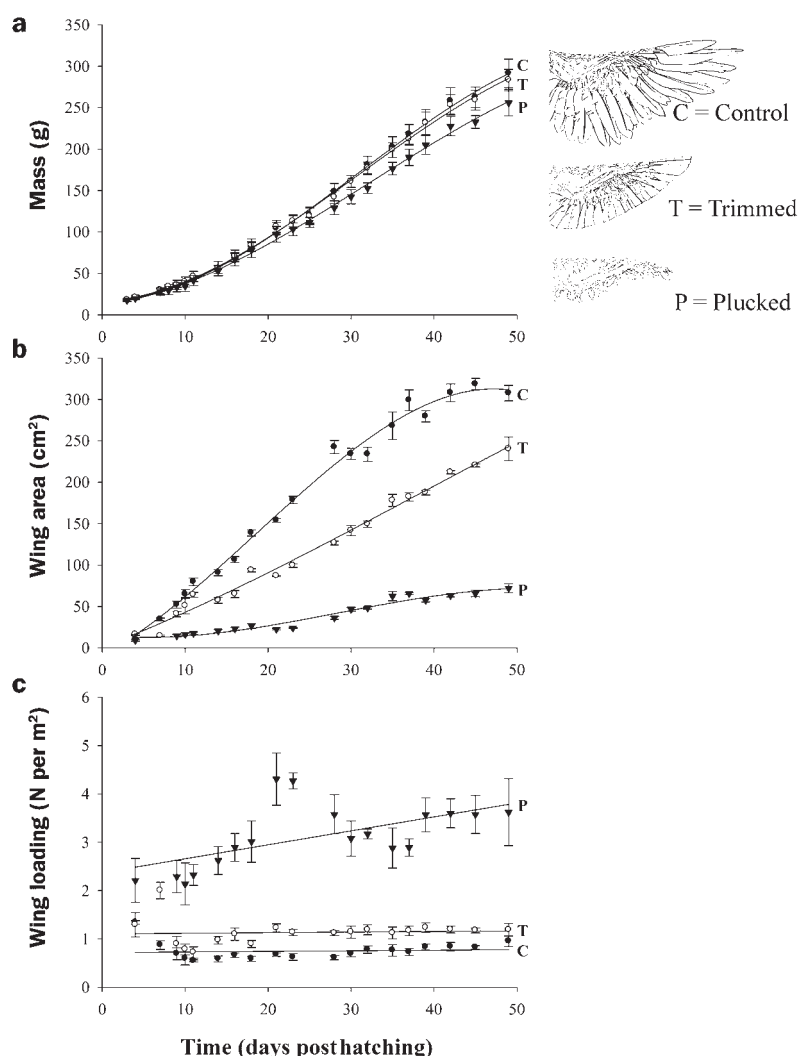 a
Mass (g)
350
300
250
200
150
100
50
0
0 10 20 30 40 50
C
T
P
C = Control
T = Trimmed
P = Plucked
b
Wing area (cm²)
350
300
250
200
150
100
50
0
0 10 20 30 40 50
C
T
P
c
Wing loading (N per m²)
6
5
4
3
2
1
0
0 10 20 30 40 50
P
T
C
Time (days posthatching)